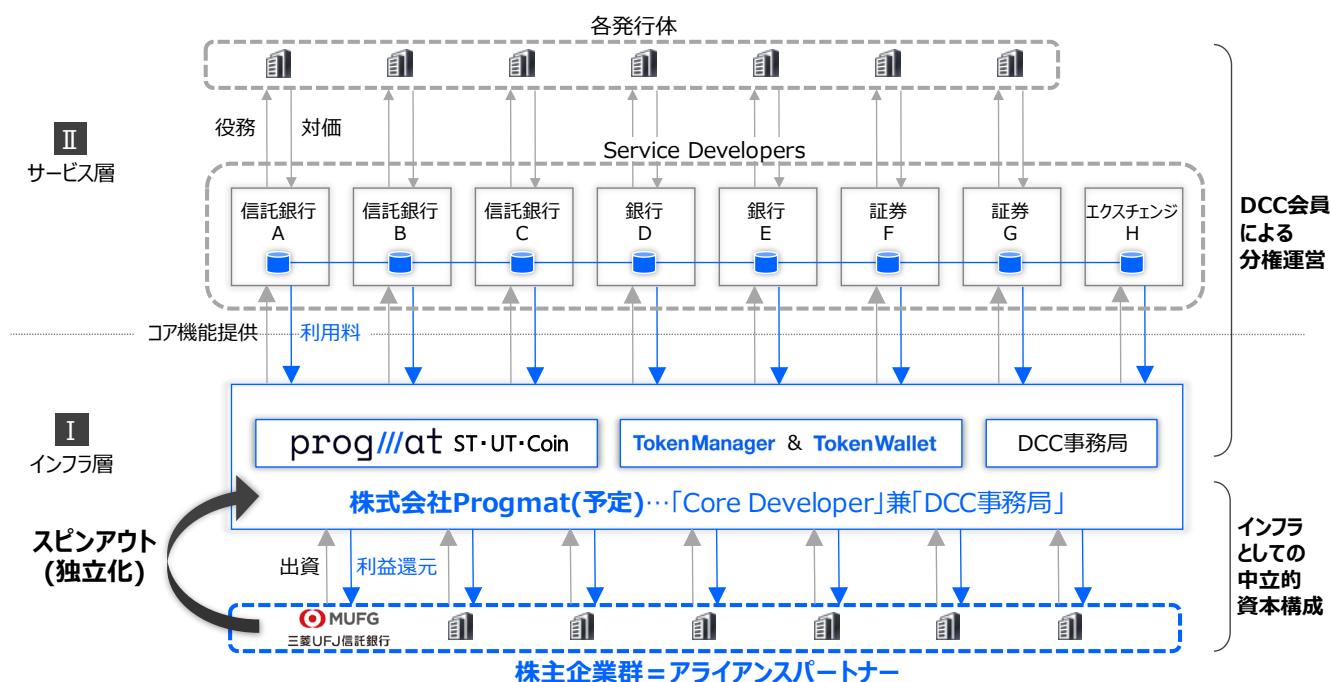 各発行体
役務
対価
Ⅱ
サービス層
Service Developers
信託銀行
A
信託銀行
B
信託銀行
C
銀行
D
銀行
E
証券
F
証券
G
エクスチェンジ
H
DCC会員
による
分権運営
コア機能提供
利用料
Ⅰ
インフラ層
progmat ST・UT・Coin
TokenManager & TokenWallet
DCC事務局
株式会社Progmat(予定)…「Core Developer」兼「DCC事務局」
スピンアウト
(独立化)
出資
利益還元
インフラ
としての
中立的
資本構成
MUFG
三菱UFJ信託銀行
株主企業群＝アライアンスパートナー